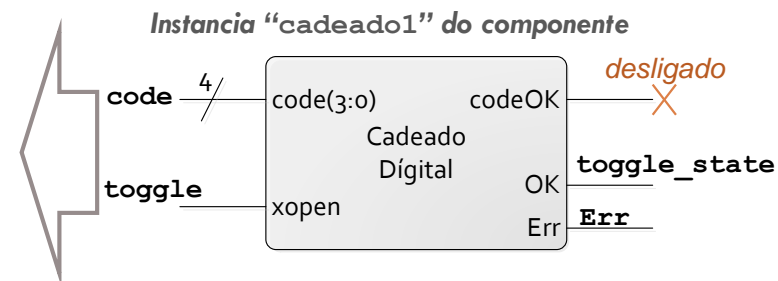 Instancia “cadeado1” do componente
desligado
4
code
code(3:0)
codeOK
Cadeado
Dígital
toggle_state
toggle
OK
xopen
Err
Err